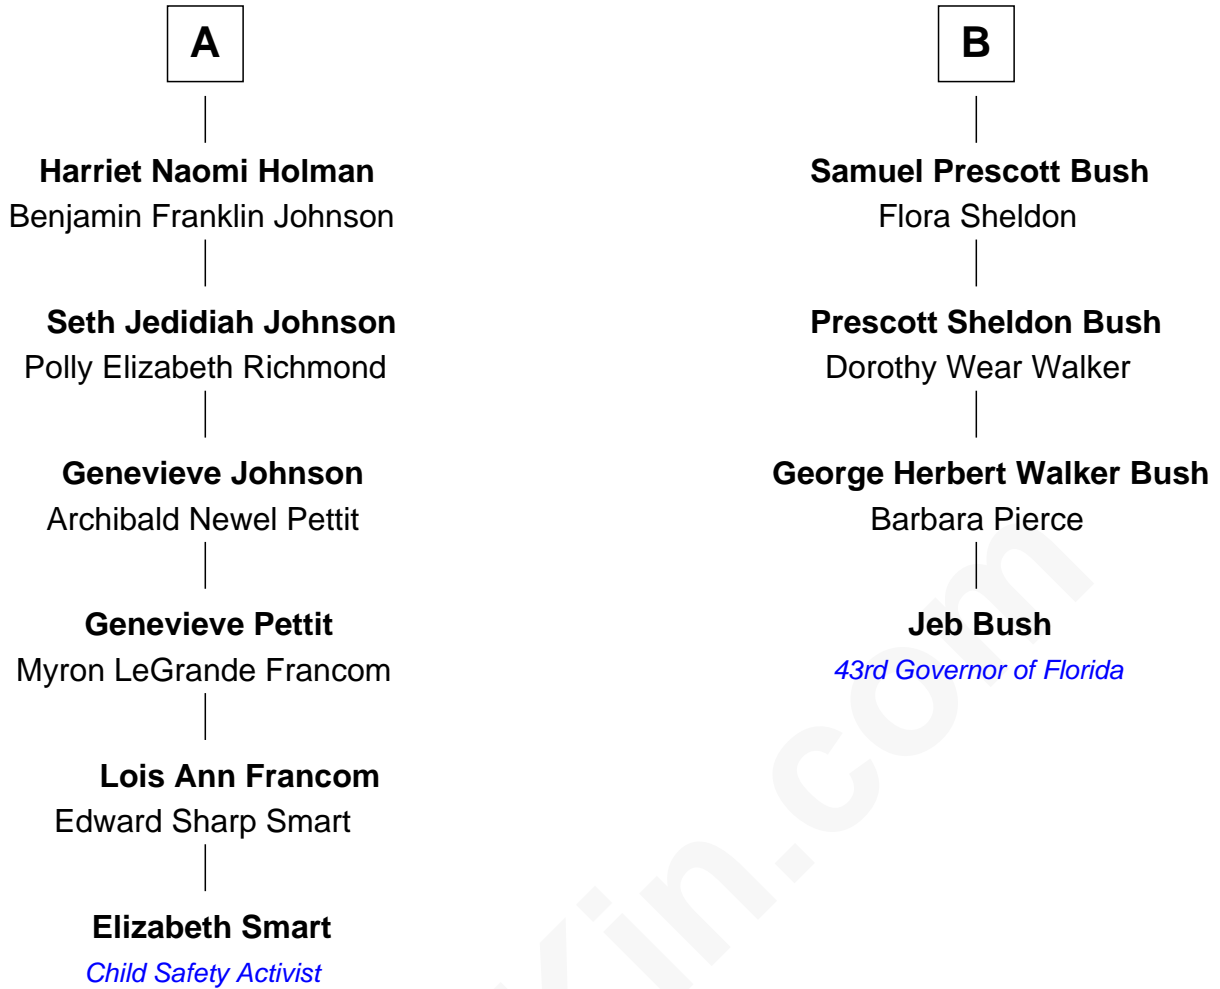 A
Harriet Naomi Holman
Benjamin Franklin Johnson
Seth Jedidiah Johnson
Polly Elizabeth Richmond
Genevieve Johnson
Archibald Newel Pettit
Genevieve Pettit
Myron LeGrande Francom
Lois Ann Francom
Edward Sharp Smart
Elizabeth Smart
Child Safety Activist
B
Samuel Prescott Bush
Flora Sheldon
Prescott Sheldon Bush
Dorothy Wear Walker
George Herbert Walker Bush
Barbara Pierce
Jeb Bush
43rd Governor of Florida
Kin.com